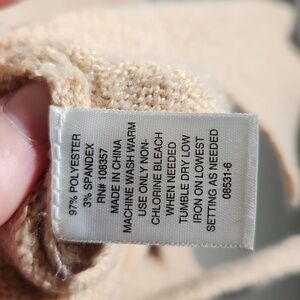 97% POLYESTER
3% SPANDEX
RN# 108357
MADE IN CHINA
MACHINE WASH WARM
USE ONLY NON-
CHLORINE BLEACH
WHEN NEEDED
TUMBLE DRY LOW
IRON ON LOWEST
SETTING AS NEEDED
08531-6